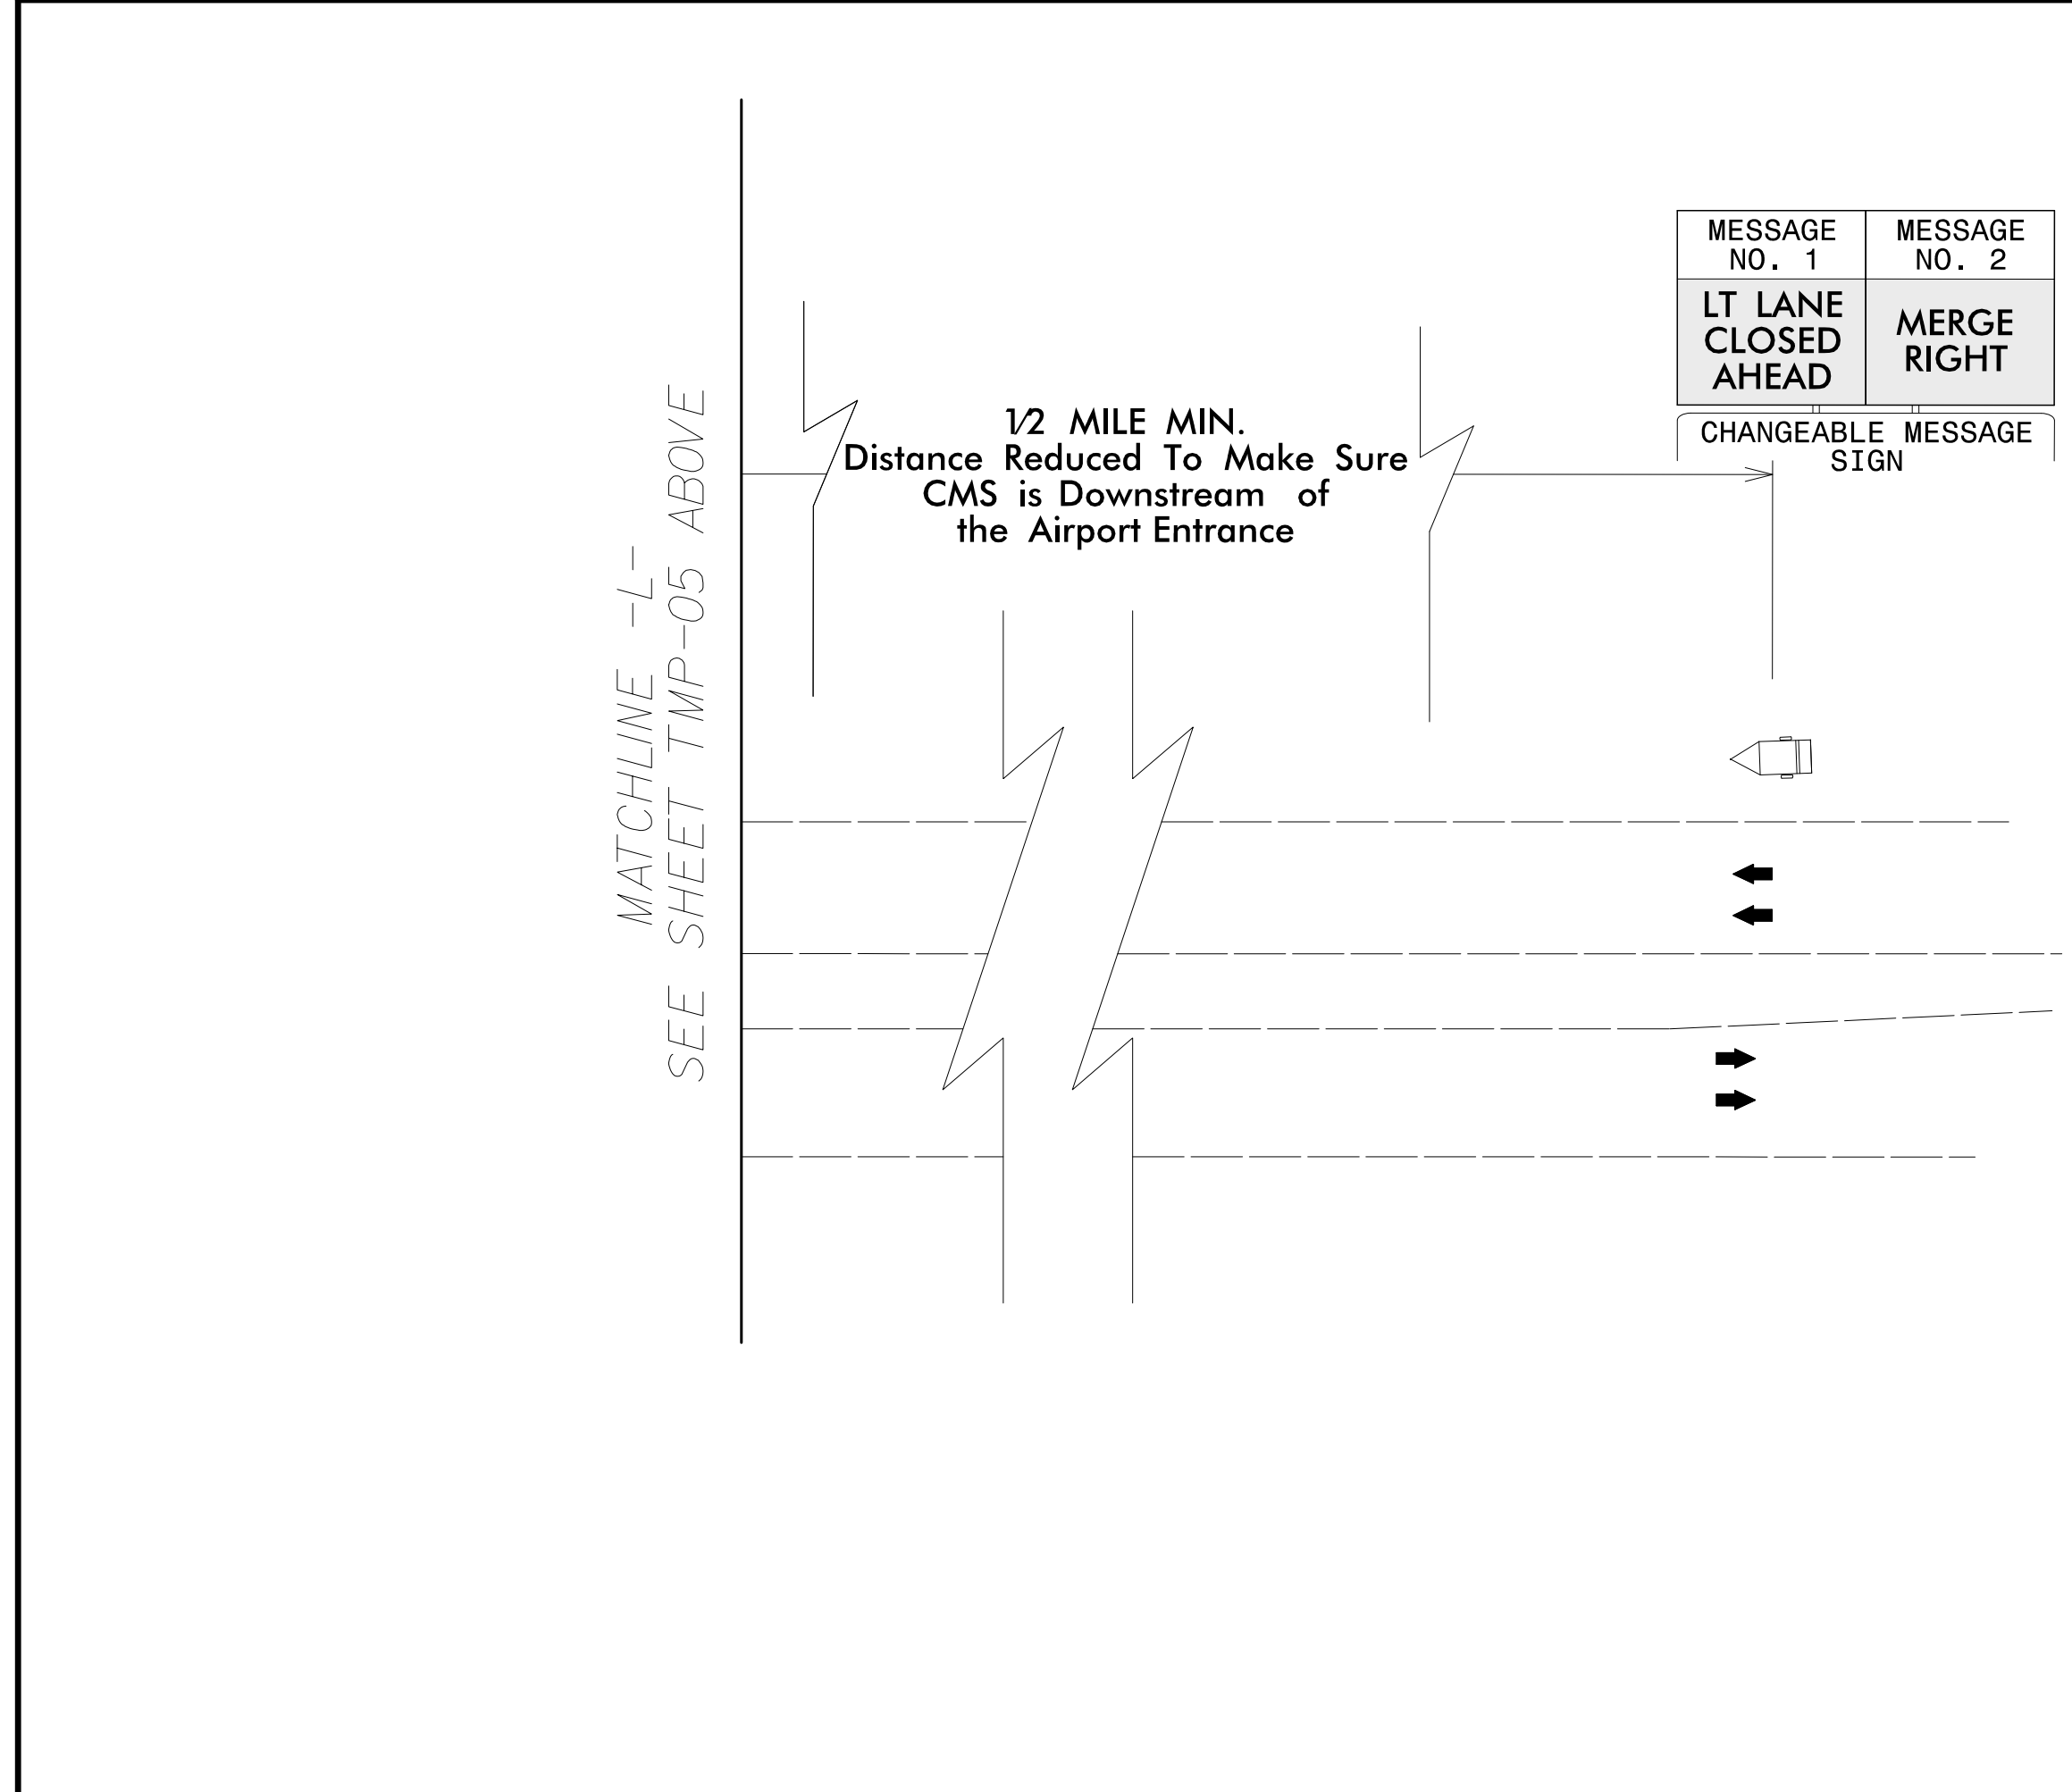 MATCHLINE -L-
SEE SHEET TMP-05 ABOVE
1/2 MILE MIN.
Distance Reduced To Make Sure
CMS is Downstream of
the Airport Entrance
MESSAGE
NO. 1
MESSAGE
NO. 2
LT LANE
CLOSED
AHEAD
MERGE
RIGHT
CHANGEABLE MESSAGE
SIGN